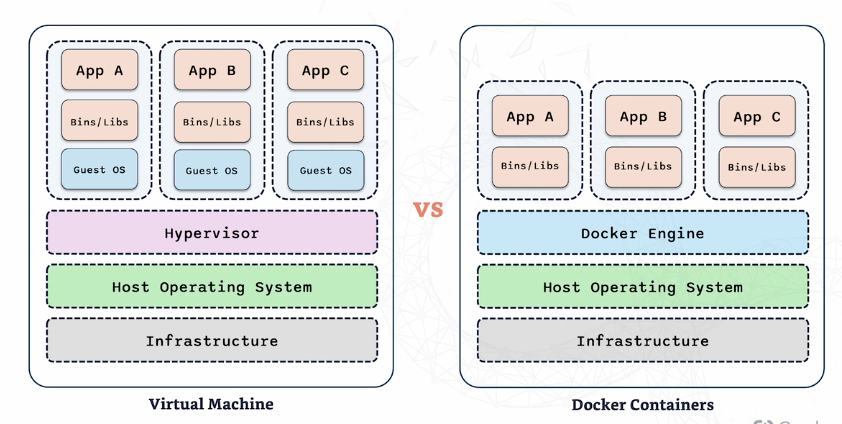 App A
App B
App C
Bins/Libs
Bins/Libs
Bins/Libs
Guest OS
Guest OS
Guest OS
Hypervisor
Host Operating System
Infrastructure
Virtual Machine
VS
App A
App B
App C
Bins/Libs
Bins/Libs
Bins/Libs
Docker Engine
Host Operating System
Infrastructure
Docker Containers